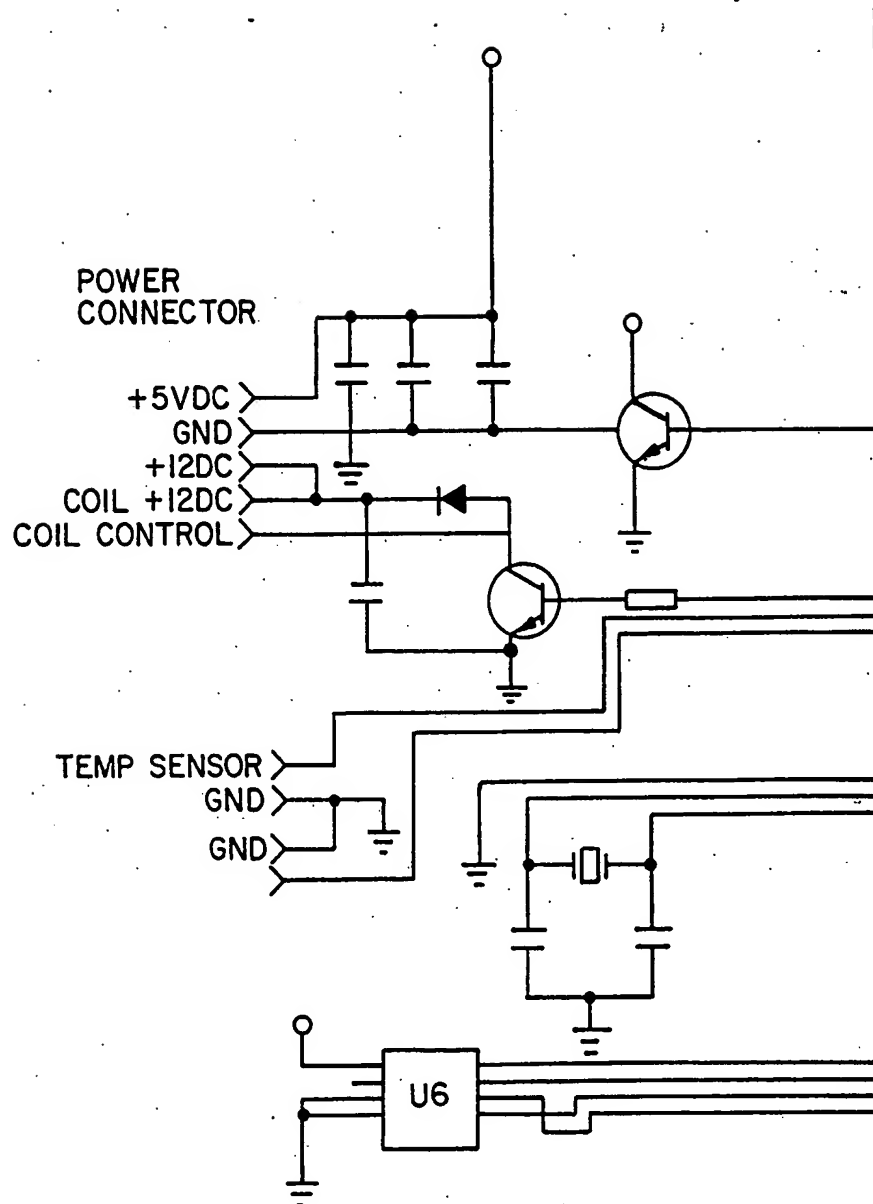 POWER
CONNECTOR
+5VDC
GND
+12DC
COIL +12DC
COIL CONTROL
TEMP SENSOR
GND
GND
U6